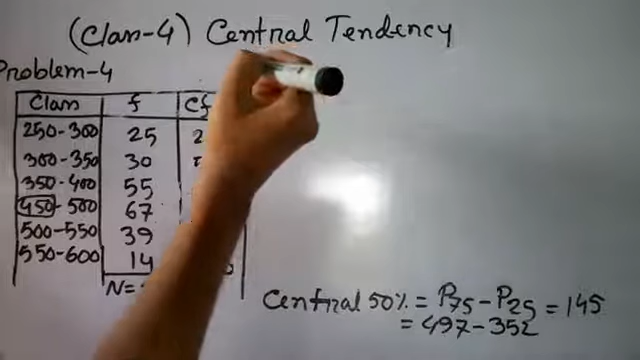 (Class-4) Central Tendency
Problem-4
Class f Cf
250-300 25 2
300-350 30
350-400 55
450-500 67
500-550 39
550-600 14
N=
Central 50% = P75 - P25 = 145
= 497-352